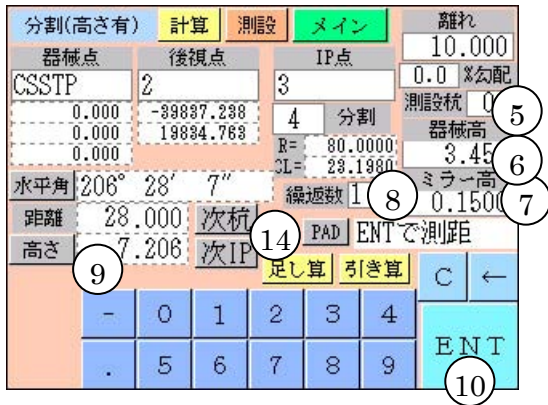 分割(高さ有) 計算 測設 メイン 離れ
10.000
器械点 後視点 IP点
0.0 %勾配
CSSTP 2 3
測設杭 0 ⑤
0.000 -39837.238 4 分割
0.000 19834.763
器械高
0.000
R= 80.0000
3.45 ⑥
CL= 23.1980
水平角 206° 28′ 7″
繰返数 1 ⑧ ミラー高
0.1500 ⑦
距離 28.000 次杭
⑭ PAD ENTで測距
高さ 7.206 次IP
⑨ 足し算 引き算 C ←
- 0 1 2 3 4
ENT
. 5 6 7 8 9
⑩